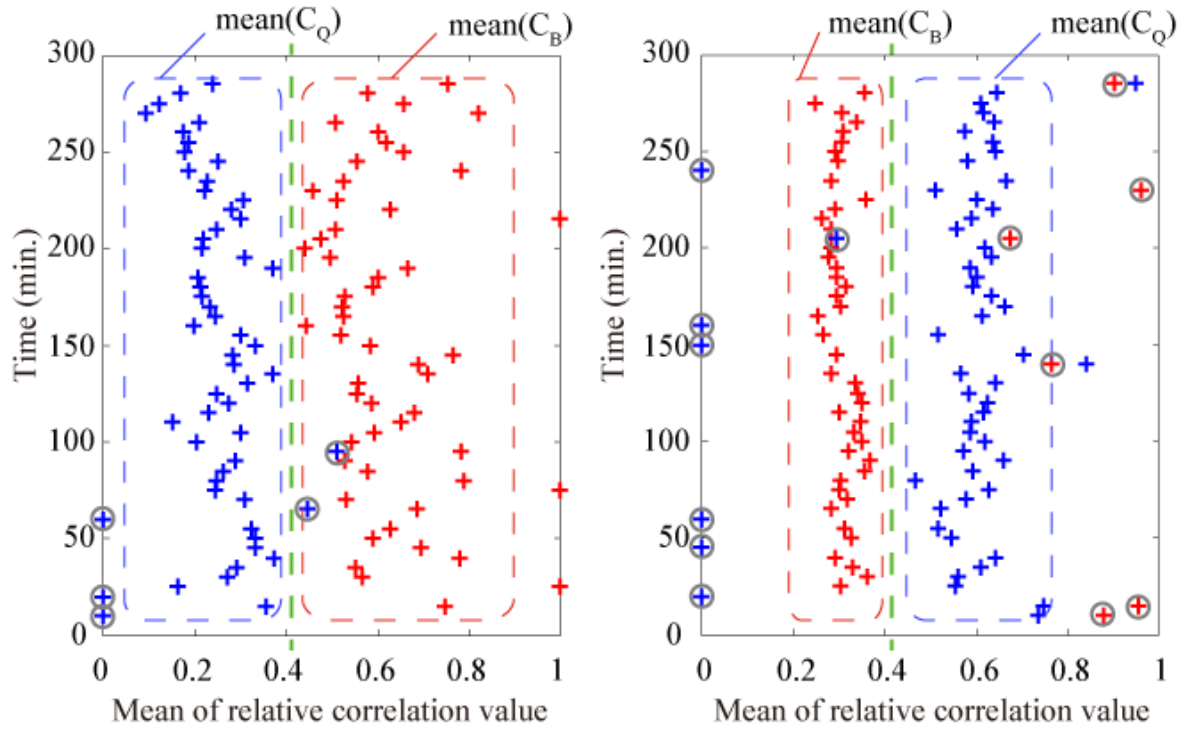 mean(C_Q)
mean(C_B)
300
250
200
150
100
50
0
Time (min.)
0 0.2 0.4 0.6 0.8 1
Mean of relative correlation value
mean(C_B)
mean(C_Q)
300
250
200
150
100
50
0
Time (min.)
0 0.2 0.4 0.6 0.8 1
Mean of relative correlation value